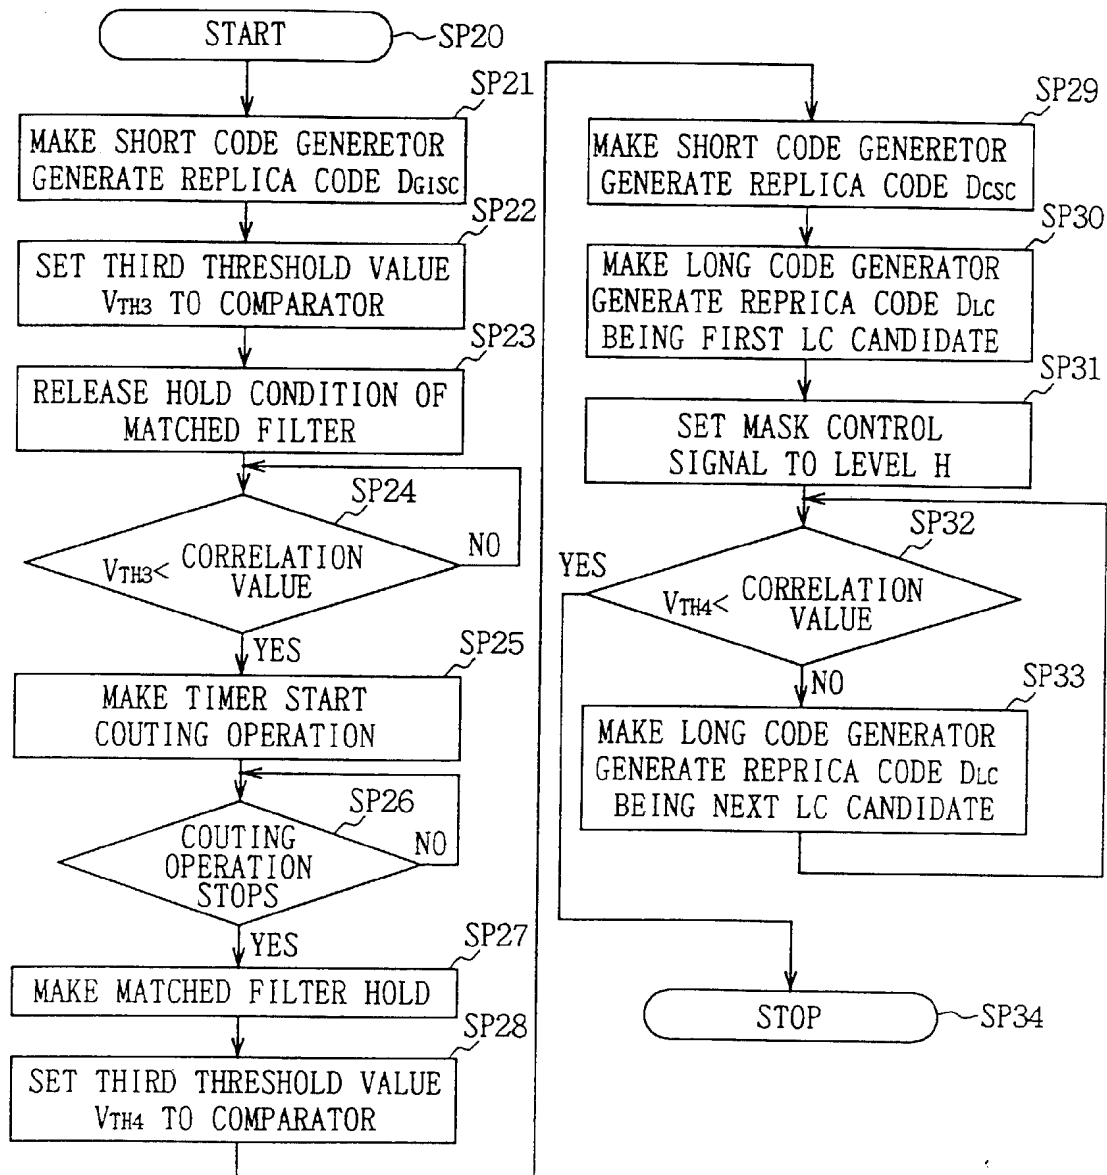 START
SP20
SP21
MAKE SHORT CODE GENERETOR
GENERATE REPLICA CODE DGISC
SP22
SET THIRD THRESHOLD VALUE
VTH3 TO COMPARATOR
SP23
RELEASE HOLD CONDITION OF
MATCHED FILTER
SP24
VTH3< CORRELATION
VALUE
NO
YES
SP25
MAKE TIMER START
COUTING OPERATION
SP26
COUTING
OPERATION
STOPS
NO
YES
SP27
MAKE MATCHED FILTER HOLD
SP28
SET THIRD THRESHOLD VALUE
VTH4 TO COMPARATOR
SP29
MAKE SHORT CODE GENERETOR
GENERATE REPLICA CODE DCSC
SP30
MAKE LONG CODE GENERATOR
GENERATE REPRICA CODE DLC
BEING FIRST LC CANDIDATE
SP31
SET MASK CONTROL
SIGNAL TO LEVEL H
SP32
YES
VTH4< CORRELATION
VALUE
NO
SP33
MAKE LONG CODE GENERATOR
GENERATE REPRICA CODE DLC
BEING NEXT LC CANDIDATE
STOP
SP34